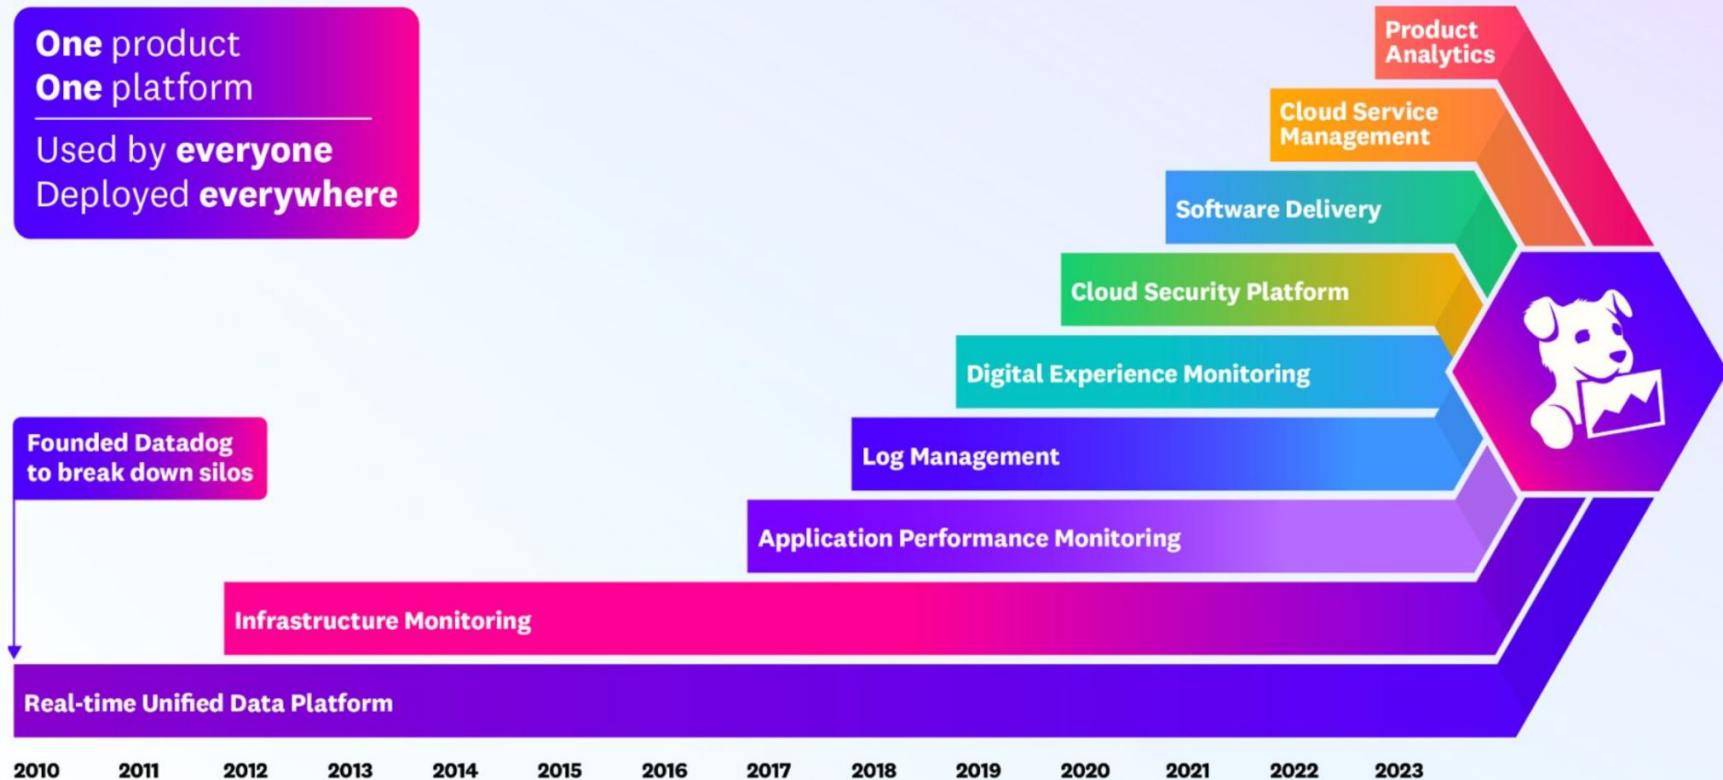 One product
One platform
Used by everyone
Deployed everywhere
Product
Analytics
Cloud Service
Management
Software Delivery
Cloud Security Platform
Digital Experience Monitoring
Founded Datadog
to break down silos
Log Management
Application Performance Monitoring
Infrastructure Monitoring
Real-time Unified Data Platform
2010 2011 2012 2013 2014 2015 2016 2017 2018 2019 2020 2021 2022 2023